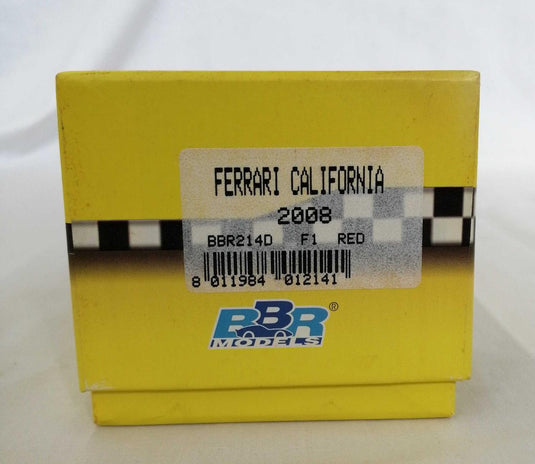 FERRARI CALIFORNIA
2008
BBR214D F1 RED
8 011984 012141
BBR®
MODELS